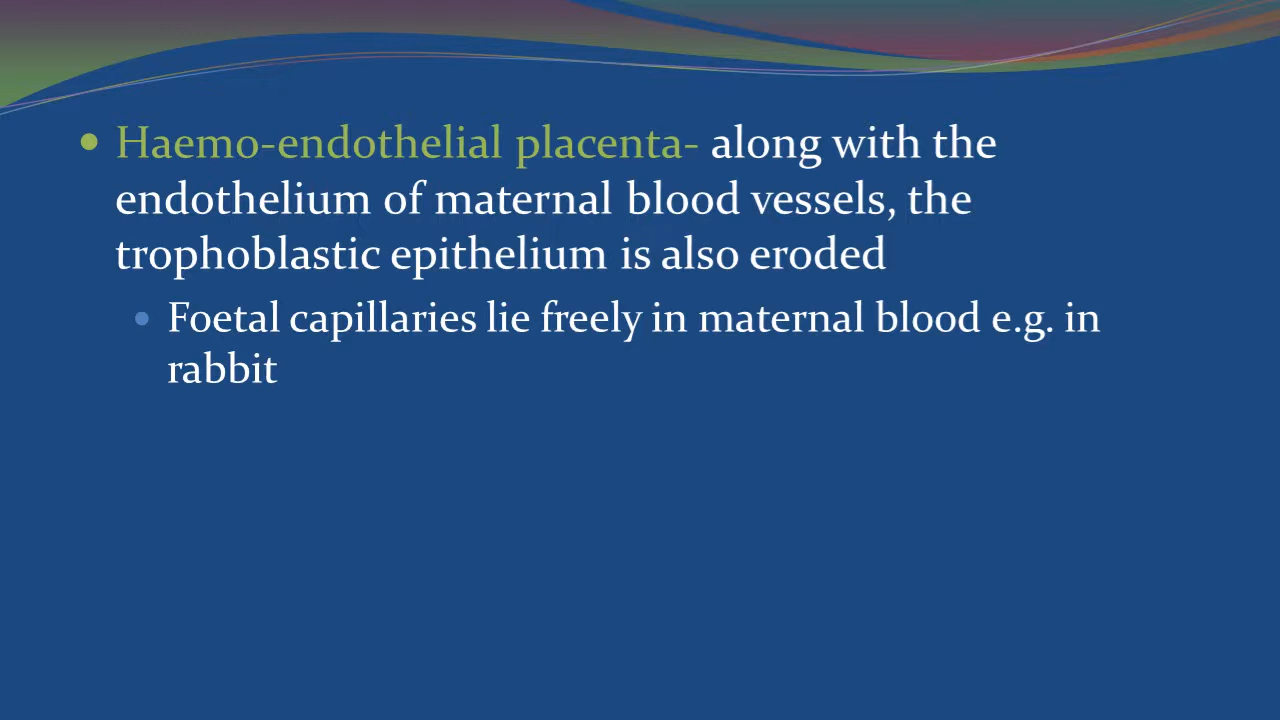 Haemo-endothelial placenta- along with the
endothelium of maternal blood vessels, the
trophoblastic epithelium is also eroded
Foetal capillaries lie freely in maternal blood e.g. in
rabbit